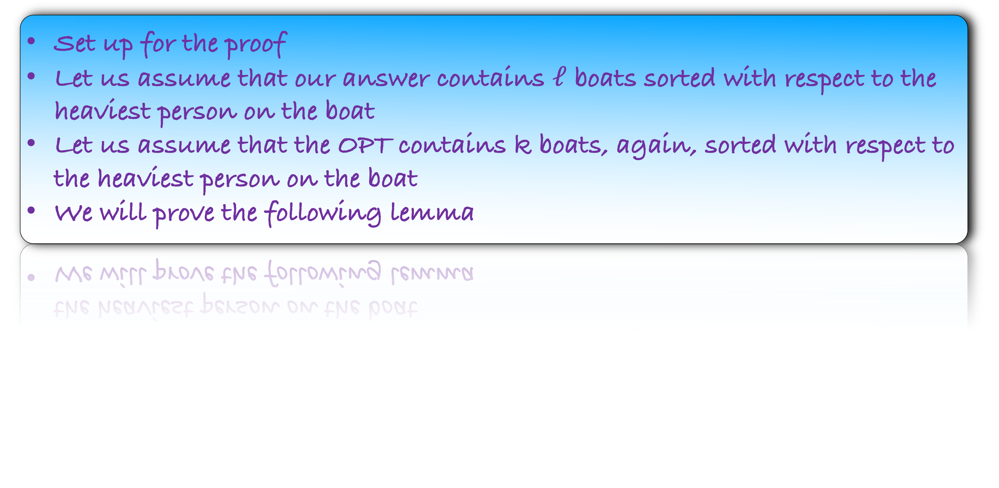 • Set up for the proof
• Let us assume that our answer contains ℓ boats sorted with respect to the
heaviest person on the boat
• Let us assume that the OPT contains k boats, again, sorted with respect to
the heaviest person on the boat
• We will prove the following lemma